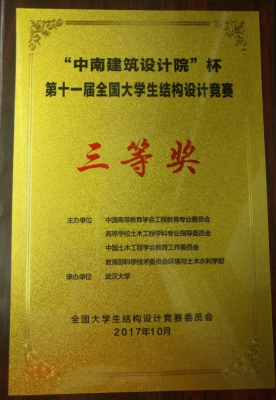 “中南建筑设计院”杯
第十一届全国大学生结构设计竞赛
三等奖
主办单位 中国高等教育学会工程教育专业委员会
高等学校土木工程学科专业指导委员会
中国土木工程学会教育工作委员会
教育部科学技术委员会环境与土木水利学部
承办单位 武汉大学
全国大学生结构设计竞赛委员会
2017年10月